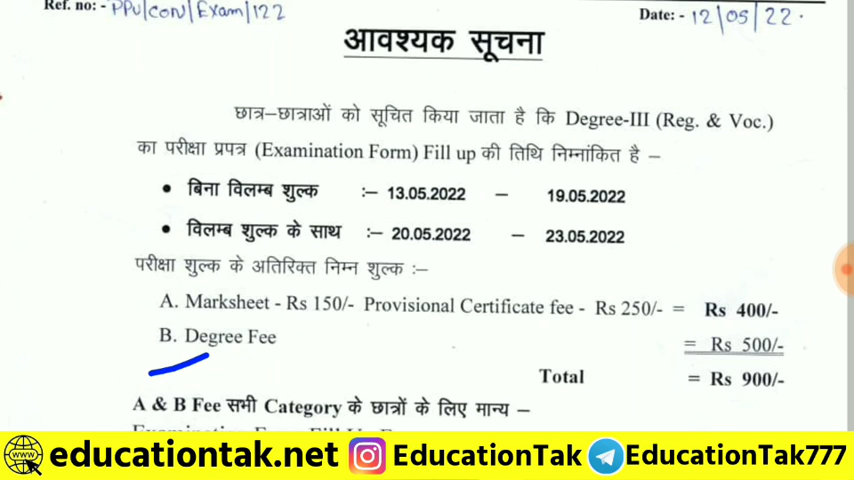 Ref. no: - PPU/CON/Exam/122
Date: - 12/05/22.
आवश्यक सूचना
छात्र–छात्राओं को सूचित किया जाता है कि Degree-III (Reg. & Voc.)
का परीक्षा प्रपत्र (Examination Form) Fill up की तिथि निम्नांकित है –
• बिना विलम्ब शुल्क :– 13.05.2022 – 19.05.2022
• विलम्ब शुल्क के साथ :– 20.05.2022 – 23.05.2022
परीक्षा शुल्क के अतिरिक्त निम्न शुल्क :–
A. Marksheet - Rs 150/- Provisional Certificate fee - Rs 250/- = Rs 400/-
B. Degree Fee = Rs 500/-
Total = Rs 900/-
A & B Fee सभी Category के छात्रों के लिए मान्य –
www educationtak.net EducationTak EducationTak777